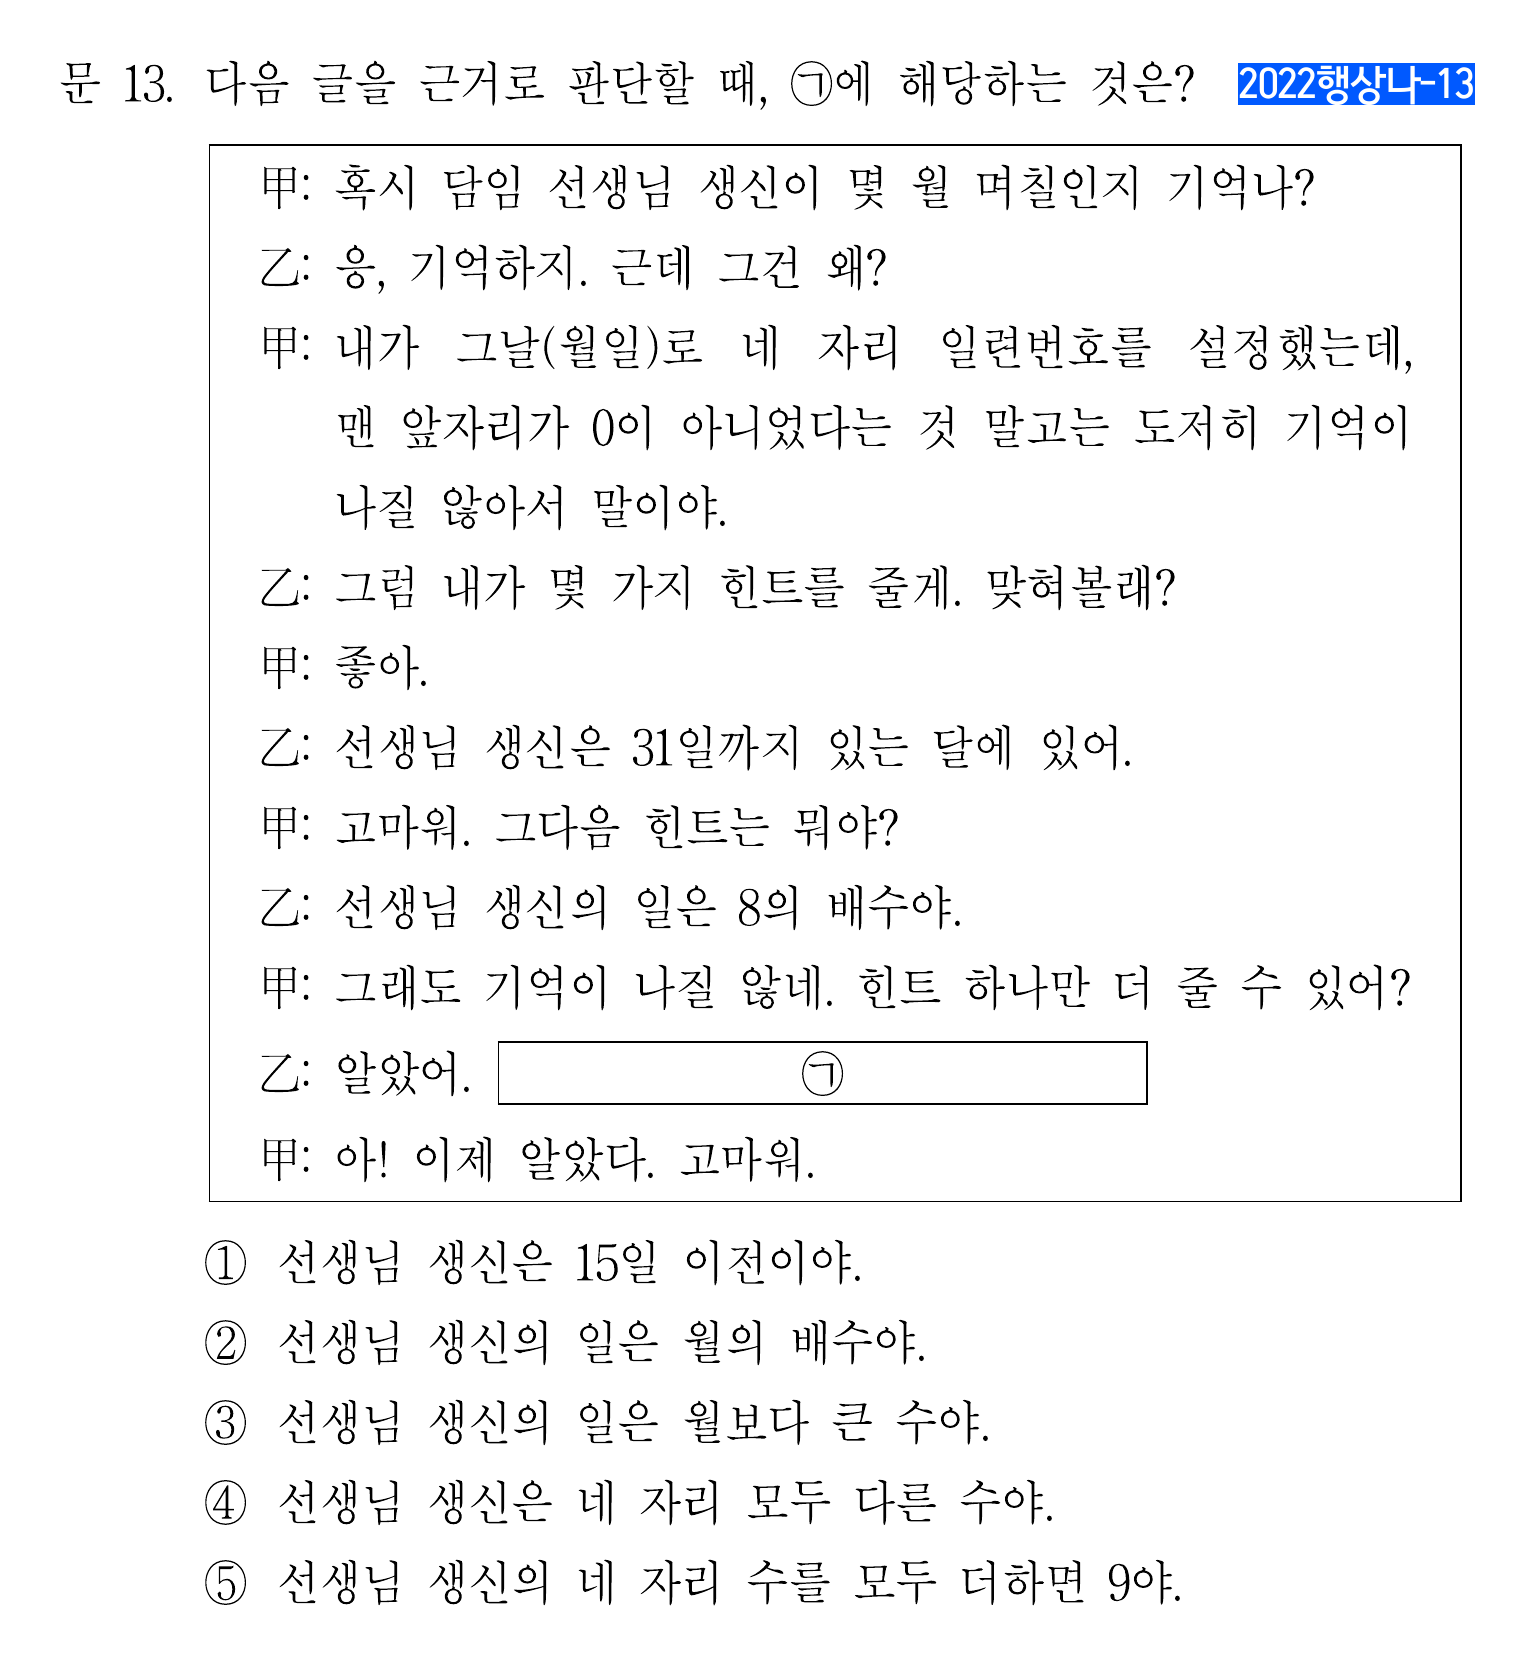 문 13. 다음 글을 근거로 판단할 때, ㉠에 해당하는 것은? 2022행상나-13
甲: 혹시 담임 선생님 생신이 몇 월 며칠인지 기억나?
乙: 응, 기억하지. 근데 그건 왜?
甲: 내가 그날(월일)로 네 자리 일련번호를 설정했는데,
맨 앞자리가 0이 아니었다는 것 말고는 도저히 기억이
나질 않아서 말이야.
乙: 그럼 내가 몇 가지 힌트를 줄게. 맞혀볼래?
甲: 좋아.
乙: 선생님 생신은 31일까지 있는 달에 있어.
甲: 고마워. 그다음 힌트는 뭐야?
乙: 선생님 생신의 일은 8의 배수야.
甲: 그래도 기억이 나질 않네. 힌트 하나만 더 줄 수 있어?
乙: 알았어. ㉠
甲: 아! 이제 알았다. 고마워.
① 선생님 생신은 15일 이전이야.
② 선생님 생신의 일은 월의 배수야.
③ 선생님 생신의 일은 월보다 큰 수야.
④ 선생님 생신은 네 자리 모두 다른 수야.
⑤ 선생님 생신의 네 자리 수를 모두 더하면 9야.